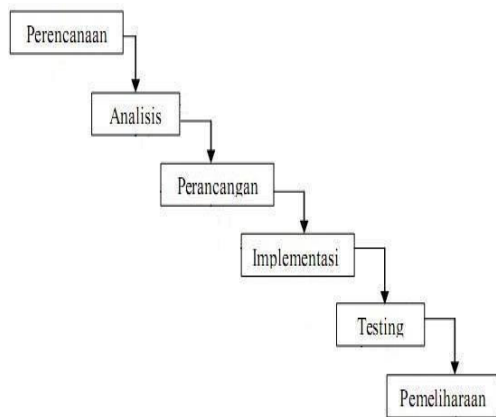 Perencanaan
Analisis
Perancangan
Implementasi
Testing
Pemeliharaan